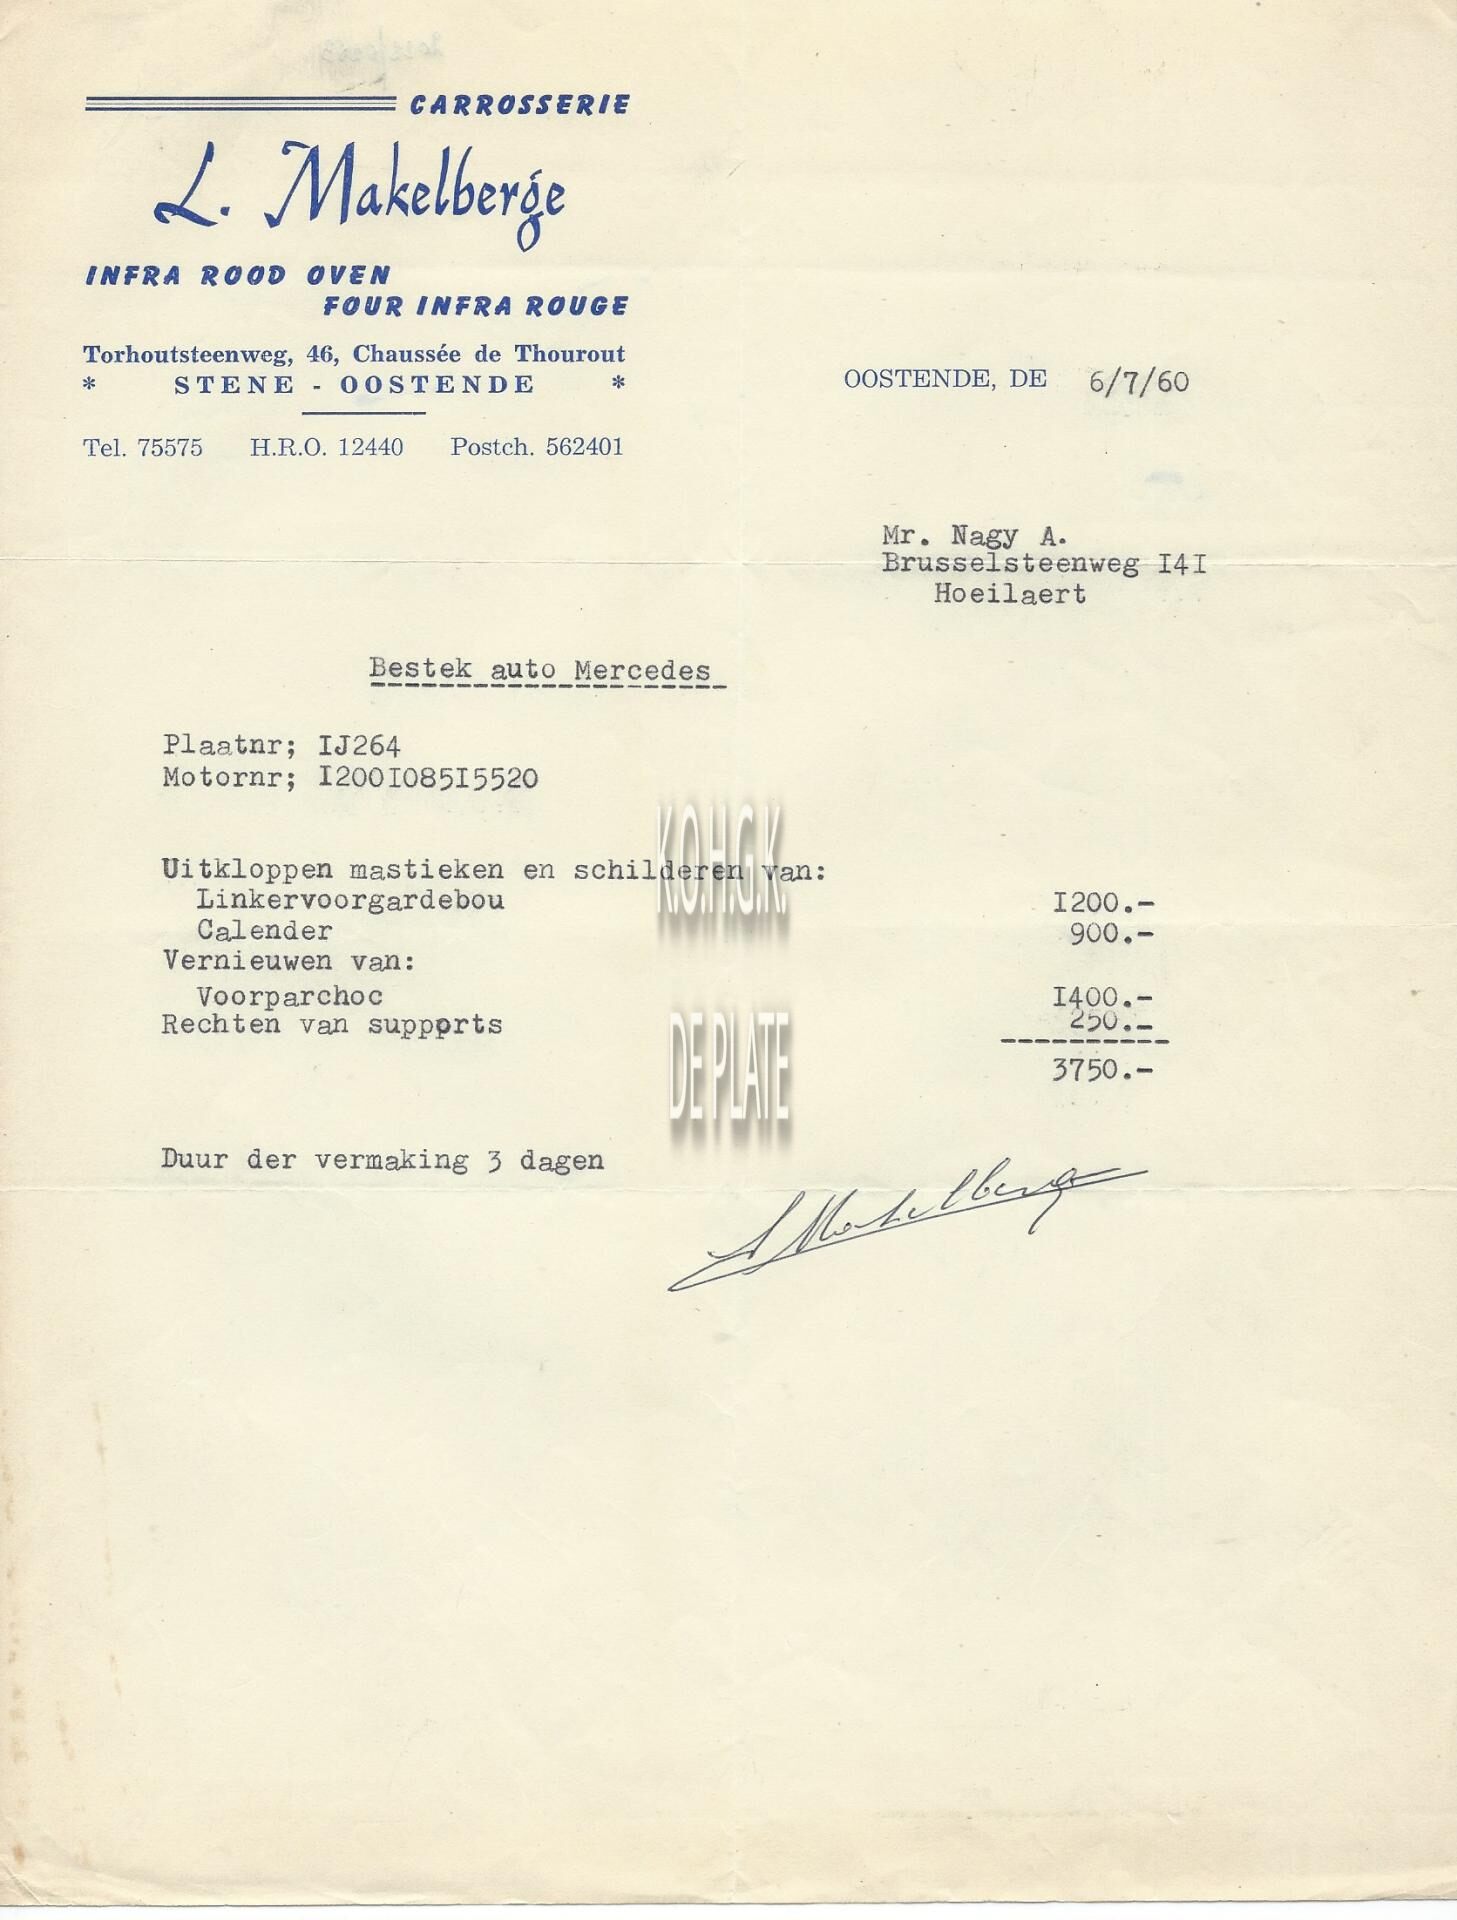 CARROSSERIE
L. Makelberge
INFRA ROOD OVEN
FOUR INFRA ROUGE
Torhoutsteenweg, 46, Chaussée de Thourout
* STENE - OOSTENDE *
Tel. 75575 H.R.O. 12440 Postch. 562401
OOSTENDE, DE 6/7/60
Mr. Nagy A.
Brusselsteenweg I4I
Hoeilaert
Bestek auto Mercedes
Plaatnr; IJ264
Motornr; I200I085I5520
Uitkloppen mastieken en schilderen van:
Linkervoorgardebou I200.-
Calender 900.-
Vernieuwen van:
Voorparchoc I400.-
Rechten van supports 250.-
3750.-
Duur der vermaking 3 dagen
L Makelberge
K.O.H.G.K.
DE PLATE